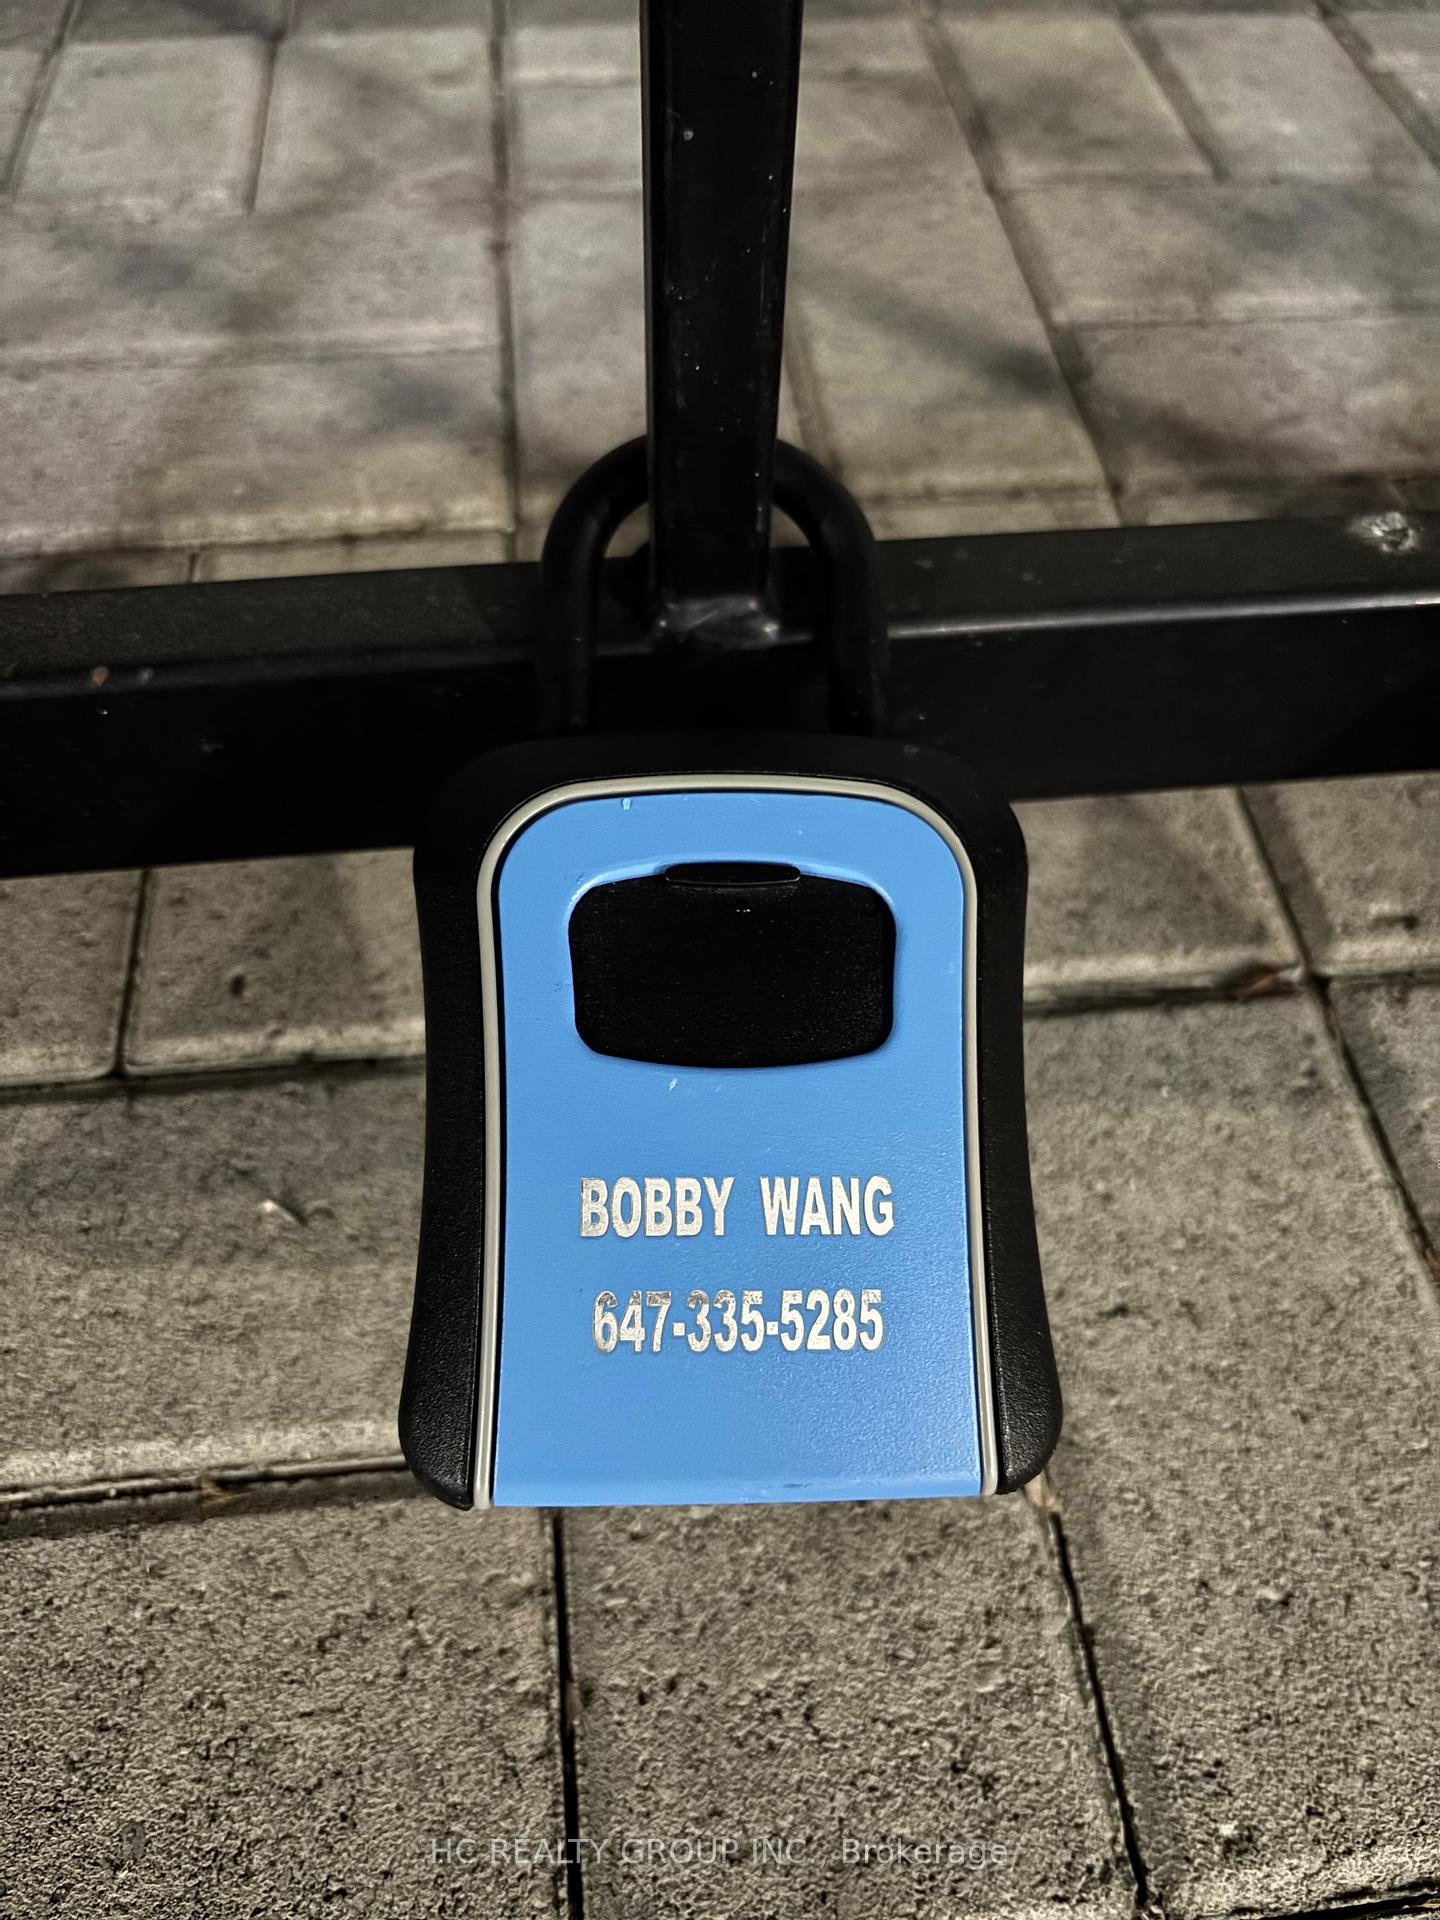 BOBBY WANG
647-335-5285
HC REALTY GROUP INC., Brokerage